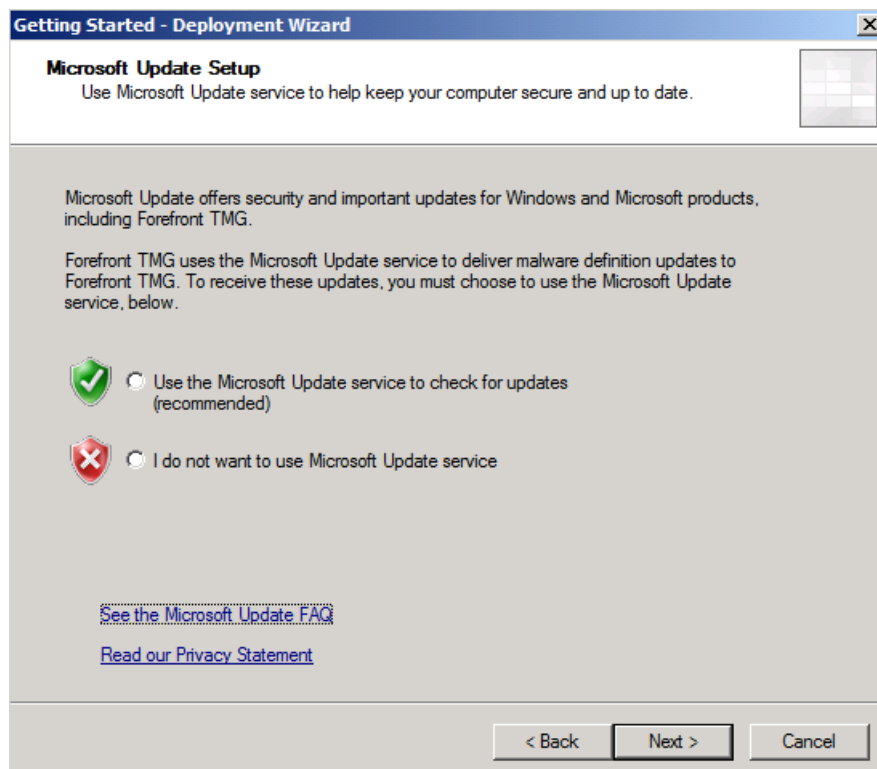 Getting Started - Deployment Wizard
Microsoft Update Setup
Use Microsoft Update service to help keep your computer secure and up to date.
Microsoft Update offers security and important updates for Windows and Microsoft products,
including Forefront TMG.
Forefront TMG uses the Microsoft Update service to deliver malware definition updates to
Forefront TMG. To receive these updates, you must choose to use the Microsoft Update
service, below.
Use the Microsoft Update service to check for updates
(recommended)
I do not want to use Microsoft Update service
See the Microsoft Update FAQ
Read our Privacy Statement
< Back
Next >
Cancel